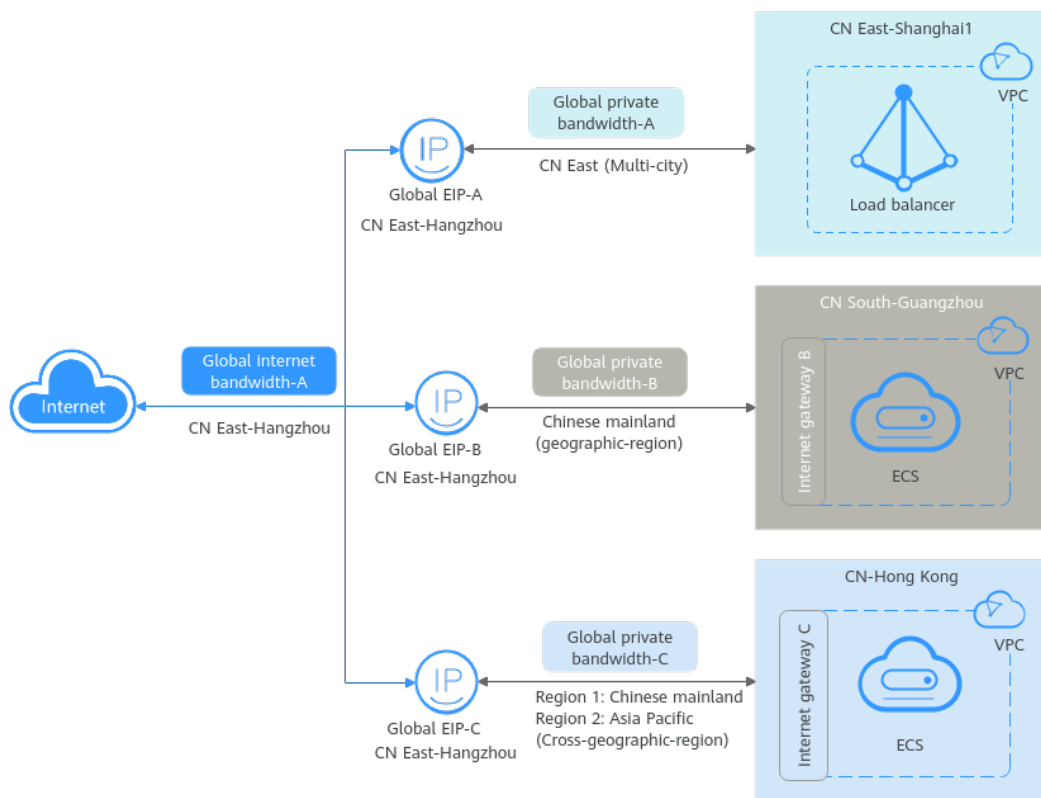 CN East-Shanghai1
VPC
Load balancer
Global private
bandwidth-A
CN East (Multi-city)
IP
Global EIP-A
CN East-Hangzhou
CN South-Guangzhou
VPC
Internet gateway B
ECS
Global private
bandwidth-B
Chinese mainland
(geographic-region)
IP
Global EIP-B
CN East-Hangzhou
Global internet
bandwidth-A
CN East-Hangzhou
Internet
CN-Hong Kong
VPC
Internet gateway C
ECS
Global private
bandwidth-C
Region 1: Chinese mainland
Region 2: Asia Pacific
(Cross-geographic-region)
IP
Global EIP-C
CN East-Hangzhou